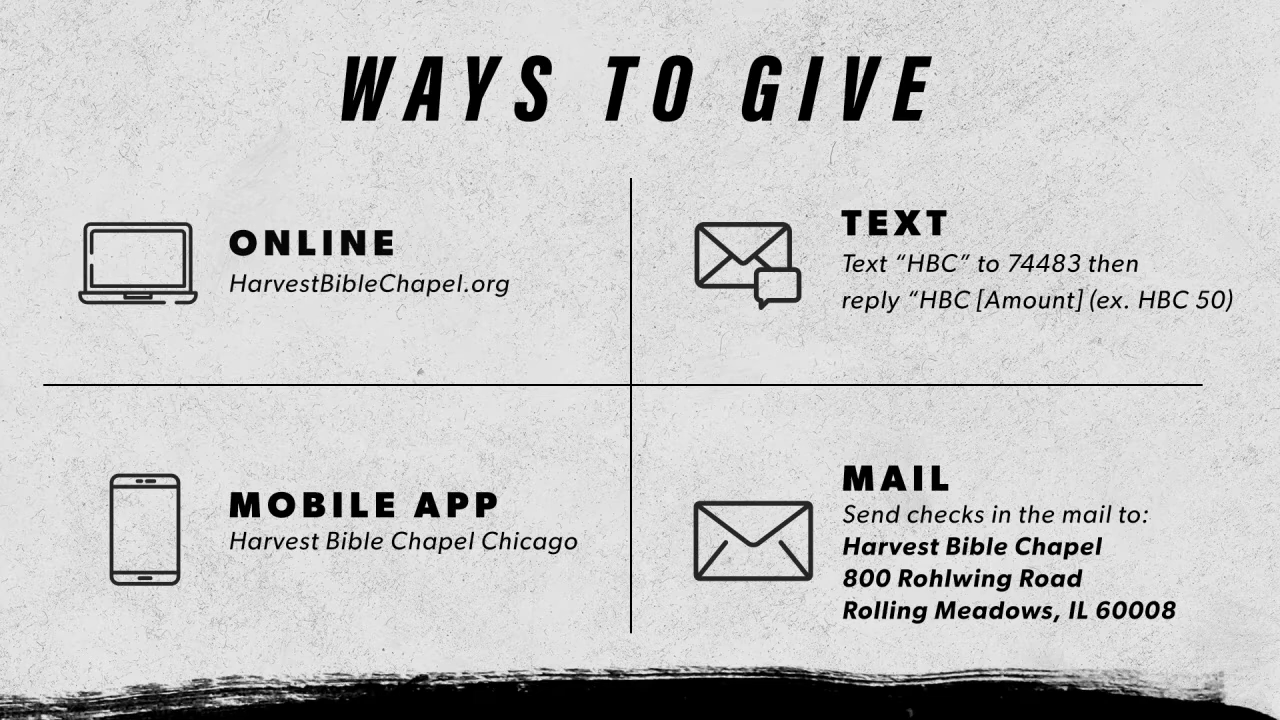 WAYS TO GIVE
ONLINE
HarvestBibleChapel.org
TEXT
Text “HBC” to 74483 then
reply “HBC [Amount] (ex. HBC 50)
MOBILE APP
Harvest Bible Chapel Chicago
MAIL
Send checks in the mail to:
Harvest Bible Chapel
800 Rohlwing Road
Rolling Meadows, IL 60008